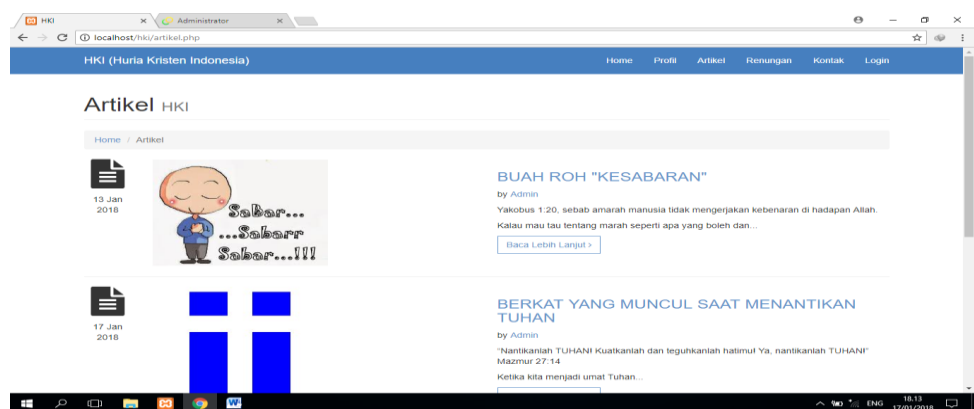 HKI
Administrator
localhost/hki/artikel.php
HKI (Huria Kristen Indonesia)
Home Profil Artikel Renungan Kontak Login
Artikel HKI
Home / Artikel
13 Jan
2018
Sabar...
...Sabarr
Sabar...!!!
BUAH ROH "KESABARAN"
by Admin
Yakobus 1:20, sebab amarah manusia tidak mengerjakan kebenaran di hadapan Allah.
Kalau mau tau tentang marah seperti apa yang boleh dan...
Baca Lebih Lanjut >
17 Jan
2018
BERKAT YANG MUNCUL SAAT MENANTIKAN
TUHAN
by Admin
"Nantikanlah TUHAN! Kuatkanlah dan teguhkanlah hatimu! Ya, nantikanlah TUHAN!"
Mazmur 27:14
Ketika kita menjadi umat Tuhan...
ENG
18.13
17/01/2018